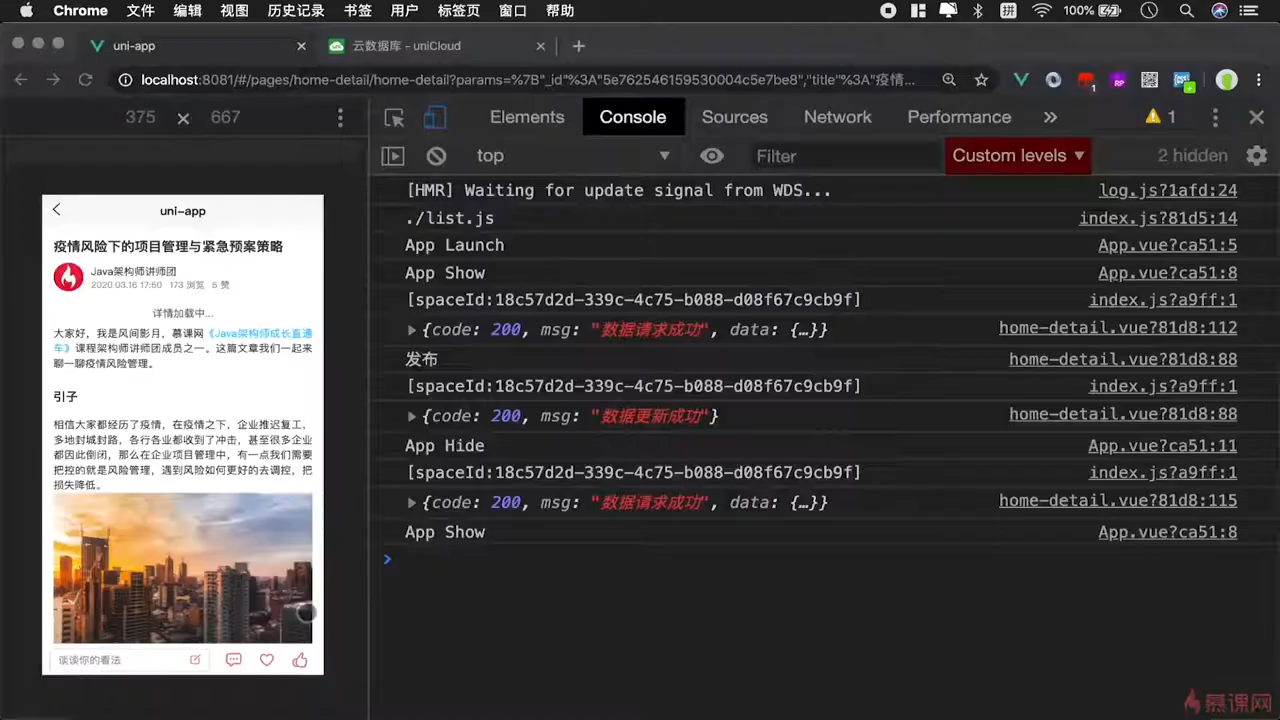 Chrome 文件 编辑 视图 历史记录 书签 用户 标签页 窗口 帮助 100%
uni-app 云数据库 - uniCloud
localhost:8081/#/pages/home-detail/home-detail?params=%7B"_id"%3A"5e762546159530004c5e7be8","title"%3A"疫情...
375 667
Elements Console Sources Network Performance 1
top Filter Custom levels 2 hidden
[HMR] Waiting for update signal from WDS... log.js?1afd:24
./list.js index.js?81d5:14
App Launch App.vue?ca51:5
App Show App.vue?ca51:8
[spaceId:18c57d2d-339c-4c75-b088-d08f67c9cb9f] index.js?a9ff:1
{code: 200, msg: "数据请求成功", data: {…}} home-detail.vue?81d8:112
发布 home-detail.vue?81d8:88
[spaceId:18c57d2d-339c-4c75-b088-d08f67c9cb9f] index.js?a9ff:1
{code: 200, msg: "数据更新成功"} home-detail.vue?81d8:88
App Hide App.vue?ca51:11
[spaceId:18c57d2d-339c-4c75-b088-d08f67c9cb9f] index.js?a9ff:1
{code: 200, msg: "数据请求成功", data: {…}} home-detail.vue?81d8:115
App Show App.vue?ca51:8
uni-app
疫情风险下的项目管理与紧急预案策略
Java架构师讲师团
2020.03.16 17:50 173 浏览 5 赞
详情加载中...
大家好，我是风间影月，慕课网《Java架构师成长直通
车》课程架构师讲师团成员之一。这篇文章我们一起来
聊一聊疫情风险管理。
引子
相信大家都经历了疫情，在疫情之下，企业推迟复工，
多地封城封路，各行各业都收到了冲击，甚至很多企业
都因此倒闭，那么在企业项目管理中，有一点我们需要
把控的就是风险管理，遇到风险如何更好的去调控，把
损失降低。
谈谈你的看法
慕课网